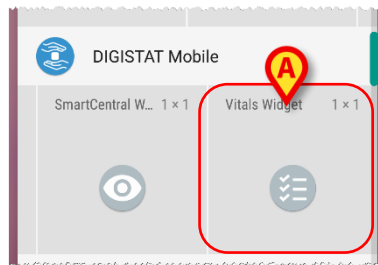 DIGISTAT Mobile
A
SmartCentral W... 1 × 1
Vitals Widget 1 × 1